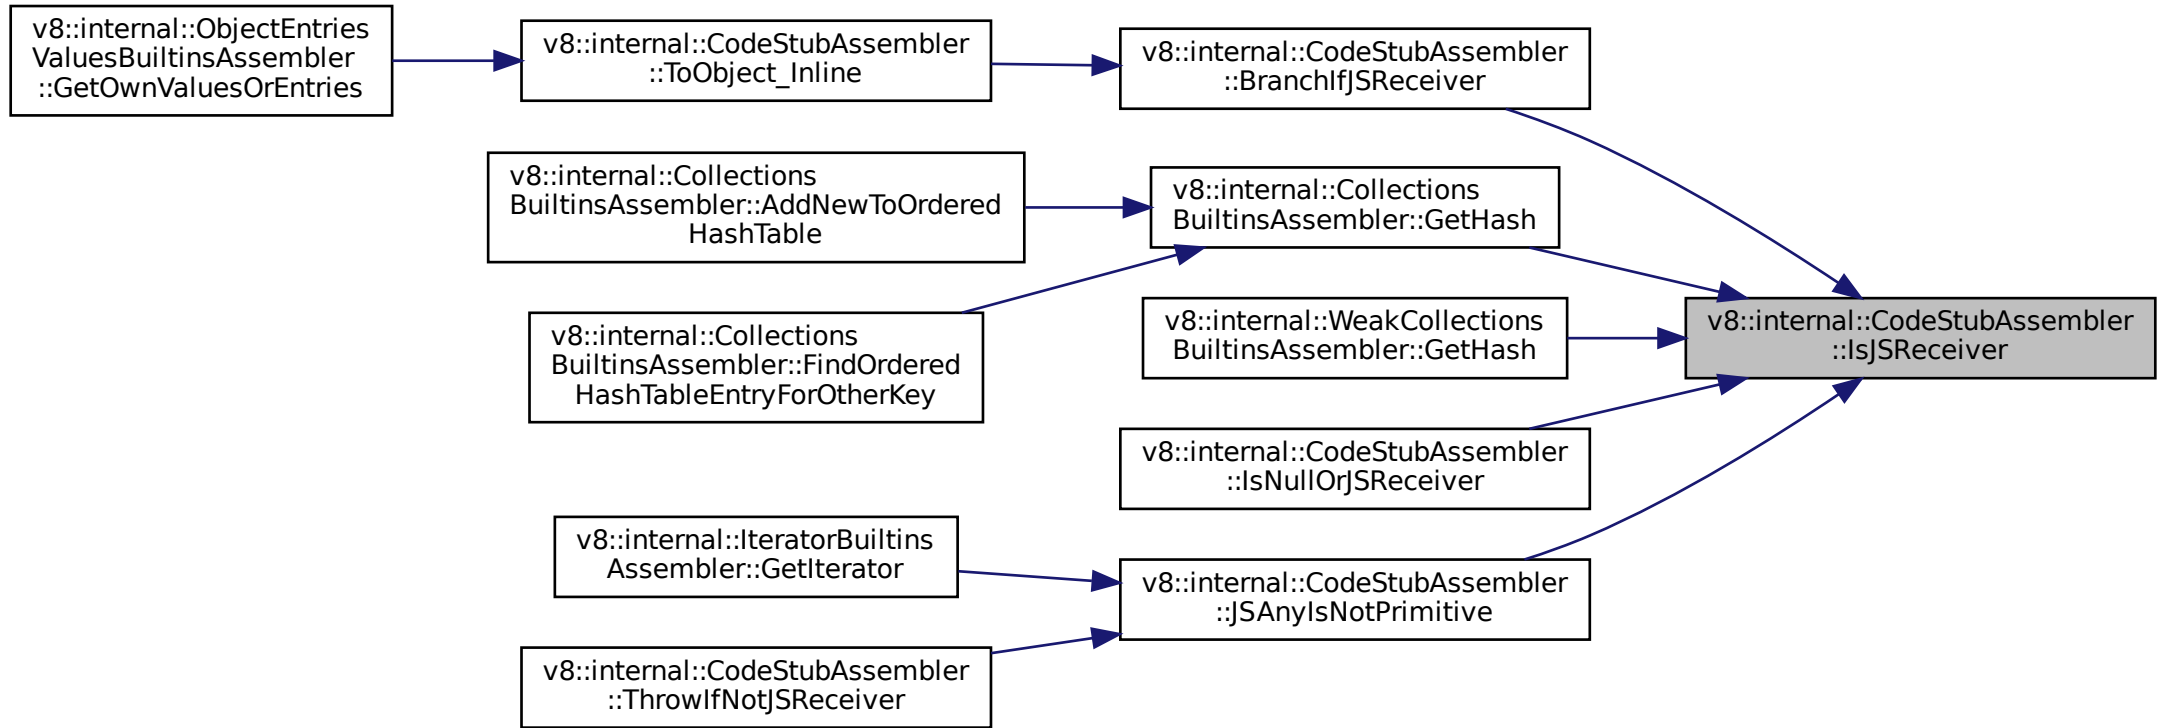 v8::internal::ObjectEntries
ValuesBuiltinsAssembler
::GetOwnValuesOrEntries
v8::internal::CodeStubAssembler
::ToObject_Inline
v8::internal::CodeStubAssembler
::BranchIfJSReceiver
v8::internal::Collections
BuiltinsAssembler::AddNewToOrdered
HashTable
v8::internal::Collections
BuiltinsAssembler::GetHash
v8::internal::Collections
BuiltinsAssembler::FindOrdered
HashTableEntryForOtherKey
v8::internal::WeakCollections
BuiltinsAssembler::GetHash
v8::internal::CodeStubAssembler
::IsJSReceiver
v8::internal::CodeStubAssembler
::IsNullOrJSReceiver
v8::internal::IteratorBuiltins
Assembler::GetIterator
v8::internal::CodeStubAssembler
::JSAnyIsNotPrimitive
v8::internal::CodeStubAssembler
::ThrowIfNotJSReceiver